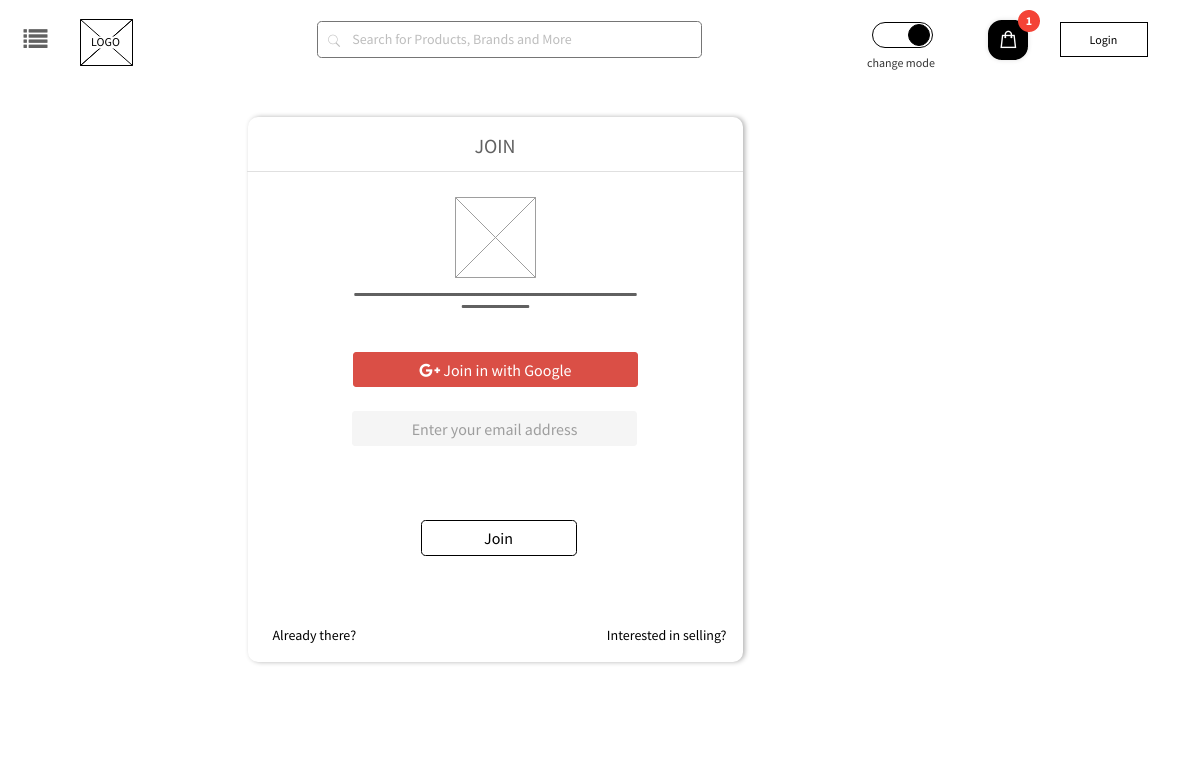 LOGO
Search for Products, Brands and More
change mode
1
Login
JOIN
G+ Join in with Google
Enter your email address
Join
Already there?
Interested in selling?